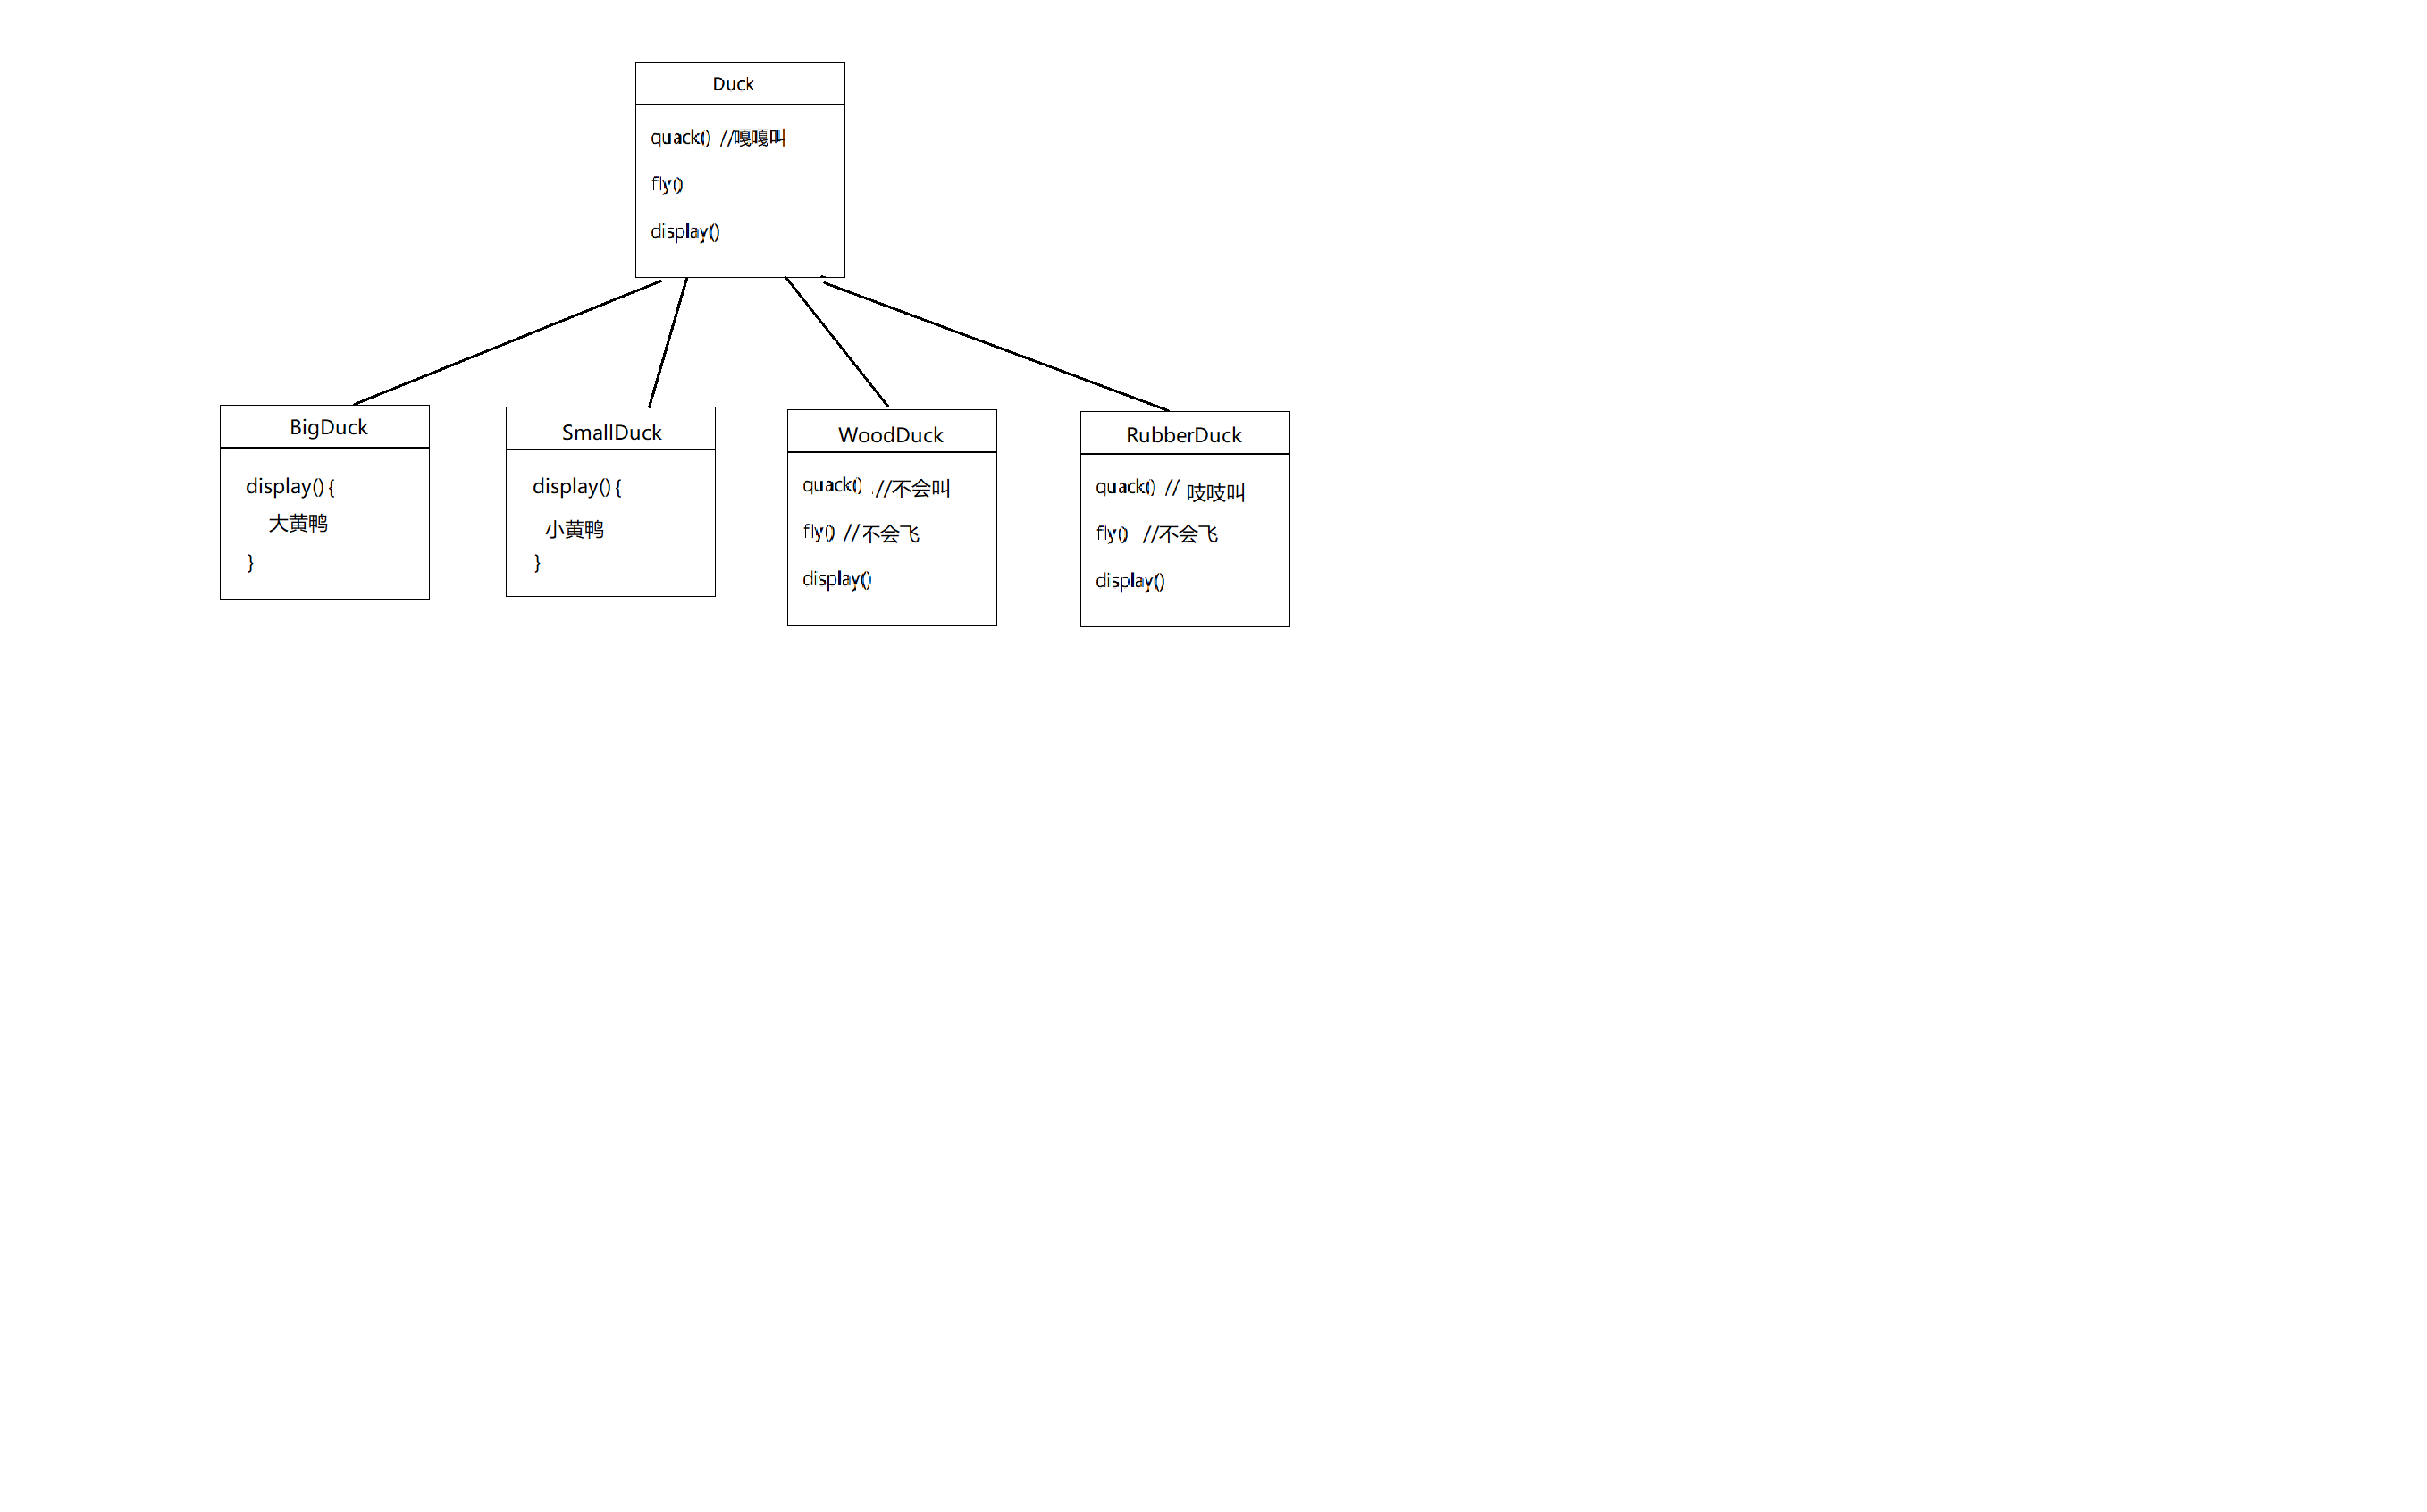 Duck
quack() //嘎嘎叫
fly()
display()
BigDuck
display() {
大黄鸭
}
SmallDuck
display() {
小黄鸭
}
WoodDuck
quack() .//不会叫
fly() //不会飞
display()
RubberDuck
quack() // 吱吱叫
fly() //不会飞
display()